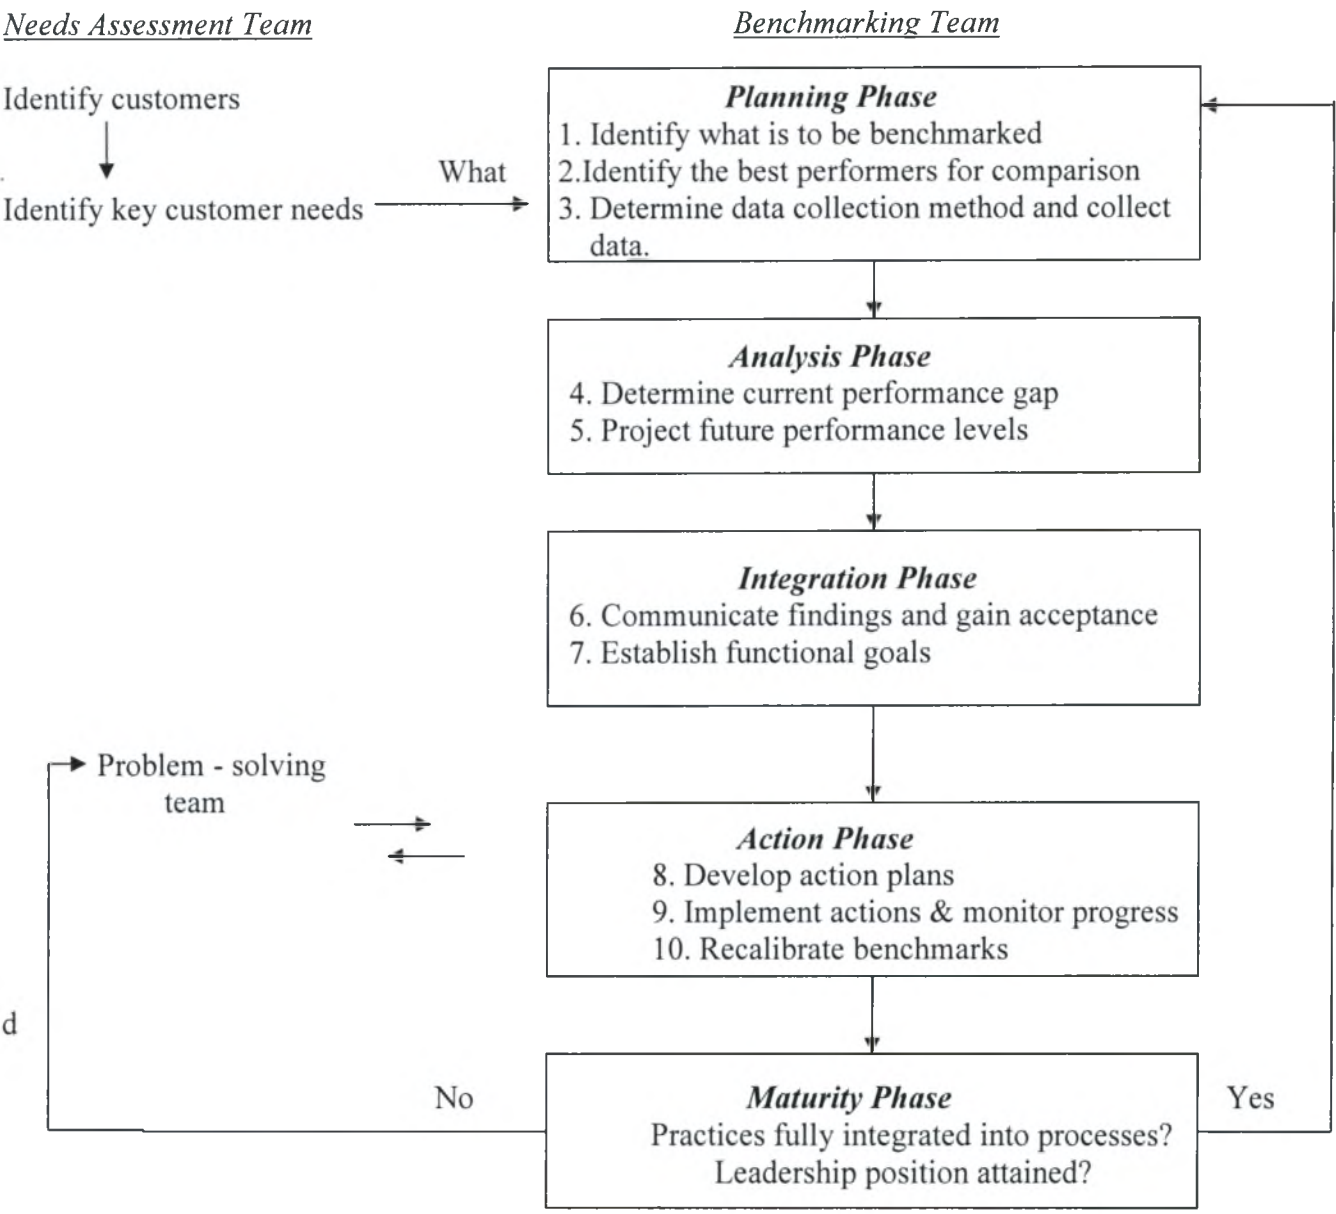 Needs Assessment Team
Benchmarking Team
Identify customers
Identify key customer needs
What
Planning Phase
1. Identify what is to be benchmarked
2.Identify the best performers for comparison
3. Determine data collection method and collect
data.
Analysis Phase
4. Determine current performance gap
5. Project future performance levels
Integration Phase
6. Communicate findings and gain acceptance
7. Establish functional goals
Problem - solving
team
Action Phase
8. Develop action plans
9. Implement actions & monitor progress
10. Recalibrate benchmarks
d
No
Maturity Phase
Practices fully integrated into processes?
Leadership position attained?
Yes